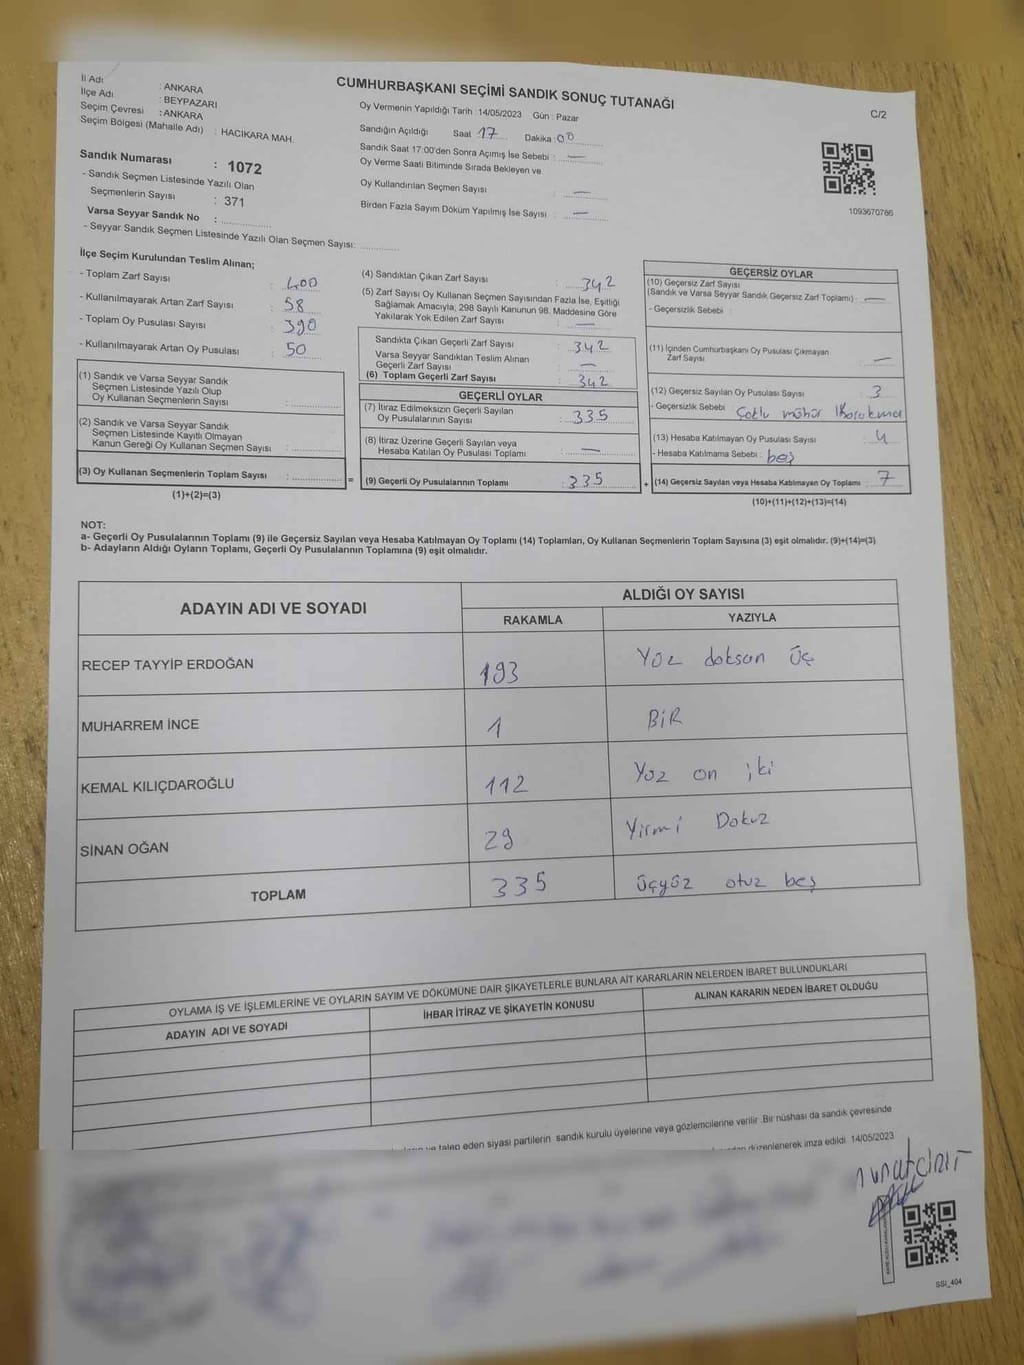 CUMHURBAŞKANI SEÇİMİ SANDIK SONUÇ TUTANAĞI
C/2
İl Adı : ANKARA
İlçe Adı : BEYPAZARI
Seçim Çevresi : ANKARA
Seçim Bölgesi (Mahalle Adı) : HACIKARA MAH.
Sandık Numarası : 1072
- Sandık Seçmen Listesinde Yazılı Olan
Seçmenlerin Sayısı : 371
Varsa Seyyar Sandık No :
- Seyyar Sandık Seçmen Listesinde Yazılı Olan Seçmen Sayısı:
Oy Vermenin Yapıldığı Tarih :14/05/2023 Gün : Pazar
Sandığın Açıldığı Saat 17 Dakika : 00
Sandık Saat 17:00'den Sonra Açımış İse Sebebi : —
Oy Verme Saati Bitiminde Sırada Bekleyen ve
Oy Kullandırılan Seçmen Sayısı : —
Birden Fazla Sayım Döküm Yapılmış İse Sayısı : —
1093670786
İlçe Seçim Kurulundan Teslim Alınan;
- Toplam Zarf Sayısı : 400
- Kullanılmayarak Artan Zarf Sayısı : 58
- Toplam Oy Pusulası Sayısı : 390
- Kullanılmayarak Artan Oy Pusulası : 50
(1) Sandık ve Varsa Seyyar Sandık
Seçmen Listesinde Yazılı Olup
Oy Kullanan Seçmenlerin Sayısı :
(2) Sandık ve Varsa Seyyar Sandık
Seçmen Listesinde Kayıtlı Olmayan
Kanun Gereği Oy Kullanan Seçmen Sayısı :
(3) Oy Kullanan Seçmenlerin Toplam Sayısı :
(1)+(2)=(3)
(4) Sandıktan Çıkan Zarf Sayısı : 342
(5) Zarf Sayısı Oy Kullanan Seçmen Sayısından Fazla İse, Eşitliği
Sağlamak Amacıyla, 298 Sayılı Kanunun 98. Maddesine Göre
Yakılarak Yok Edilen Zarf Sayısı : —
Sandıkta Çıkan Geçerli Zarf Sayısı : 342
Varsa Seyyar Sandıktan Teslim Alınan
Geçerli Zarf Sayısı : —
(6) Toplam Geçerli Zarf Sayısı : 342
GEÇERLİ OYLAR
(7) İtiraz Edilmeksizin Geçerli Sayılan
Oy Pusulalarının Sayısı : 335
(8) İtiraz Üzerine Geçerli Sayılan veya
Hesaba Katılan Oy Pusulası Toplamı : —
= (9) Geçerli Oy Pusulalarının Toplamı : 335
GEÇERSİZ OYLAR
(10) Geçersiz Zarf Sayısı
(Sandık ve Varsa Seyyar Sandık Geçersiz Zarf Toplamı) : —
- Geçersizlik Sebebi :
(11) İçinden Cumhurbaşkanı Oy Pusulası Çıkmayan
Zarf Sayısı : —
(12) Geçersiz Sayılan Oy Pusulası Sayısı : 3
- Geçersizlik Sebebi : Çoklu mühür
(13) Hesaba Katılmayan Oy Pusulası Sayısı : 4
- Hesaba Katılmama Sebebi : beş
+ (14) Geçersiz Sayılan veya Hesaba Katılmayan Oy Toplamı : 7
(10)+(11)+(12)+(13)=(14)
NOT:
a- Geçerli Oy Pusulalarının Toplamı (9) ile Geçersiz Sayılan veya Hesaba Katılmayan Oy Toplamı (14) Toplamları, Oy Kullanan Seçmenlerin Toplam Sayısına (3) eşit olmalıdır. (9)+(14)=(3)
b- Adayların Aldığı Oyların Toplamı, Geçerli Oy Pusulalarının Toplamına (9) eşit olmalıdır.
ADAYIN ADI VE SOYADI ALDIĞI OY SAYISI
RAKAMLA YAZIYLA
RECEP TAYYİP ERDOĞAN 193 Yüz doksan üç
MUHARREM İNCE 1 BİR
KEMAL KILIÇDAROĞLU 112 Yüz on iki
SİNAN OĞAN 29 Yirmi Dokuz
TOPLAM 335 üçyüz otuz beş
OYLAMA İŞ VE İŞLEMLERİNE VE OYLARIN SAYIM VE DÖKÜMÜNE DAİR ŞİKAYETLERLE BUNLARA AİT KARARLARIN NELERDEN İBARET BULUNDUKLARI
ADAYIN ADI VE SOYADI İHBAR İTİRAZ VE ŞİKAYETİN KONUSU ALINAN KARARIN NEDEN İBARET OLDUĞU
ve talep eden siyasi partilerin sandık kurulu üyelerine veya gözlemcilerine verilir .Bir nüshası da sandık çevresinde
düzenlenerek imza edildi. 14/05/2023
SSI_404